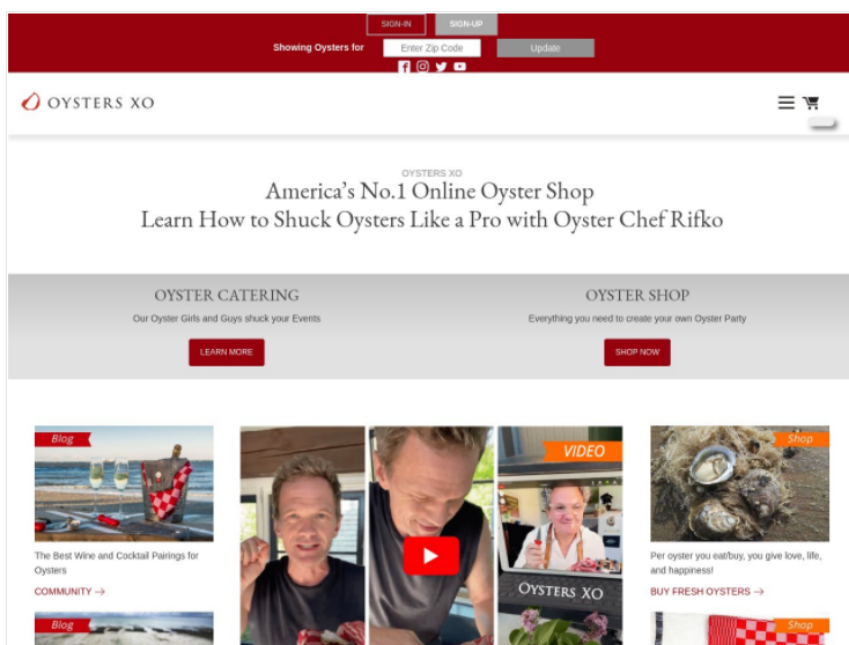 SIGN-IN
SIGN-UP
Showing Oysters for
Enter Zip Code
Update
OYSTERS XO
OYSTERS XO
America's No.1 Online Oyster Shop
Learn How to Shuck Oysters Like a Pro with Oyster Chef Rifko
OYSTER CATERING
Our Oyster Girls and Guys shuck your Events
LEARN MORE
OYSTER SHOP
Everything you need to create your own Oyster Party
SHOP NOW
Blog
The Best Wine and Cocktail Pairings for
Oysters
COMMUNITY →
Blog
VIDEO
OYSTERS XO
Shop
Per oyster you eat/buy, you give love, life,
and happiness!
BUY FRESH OYSTERS →
Shop